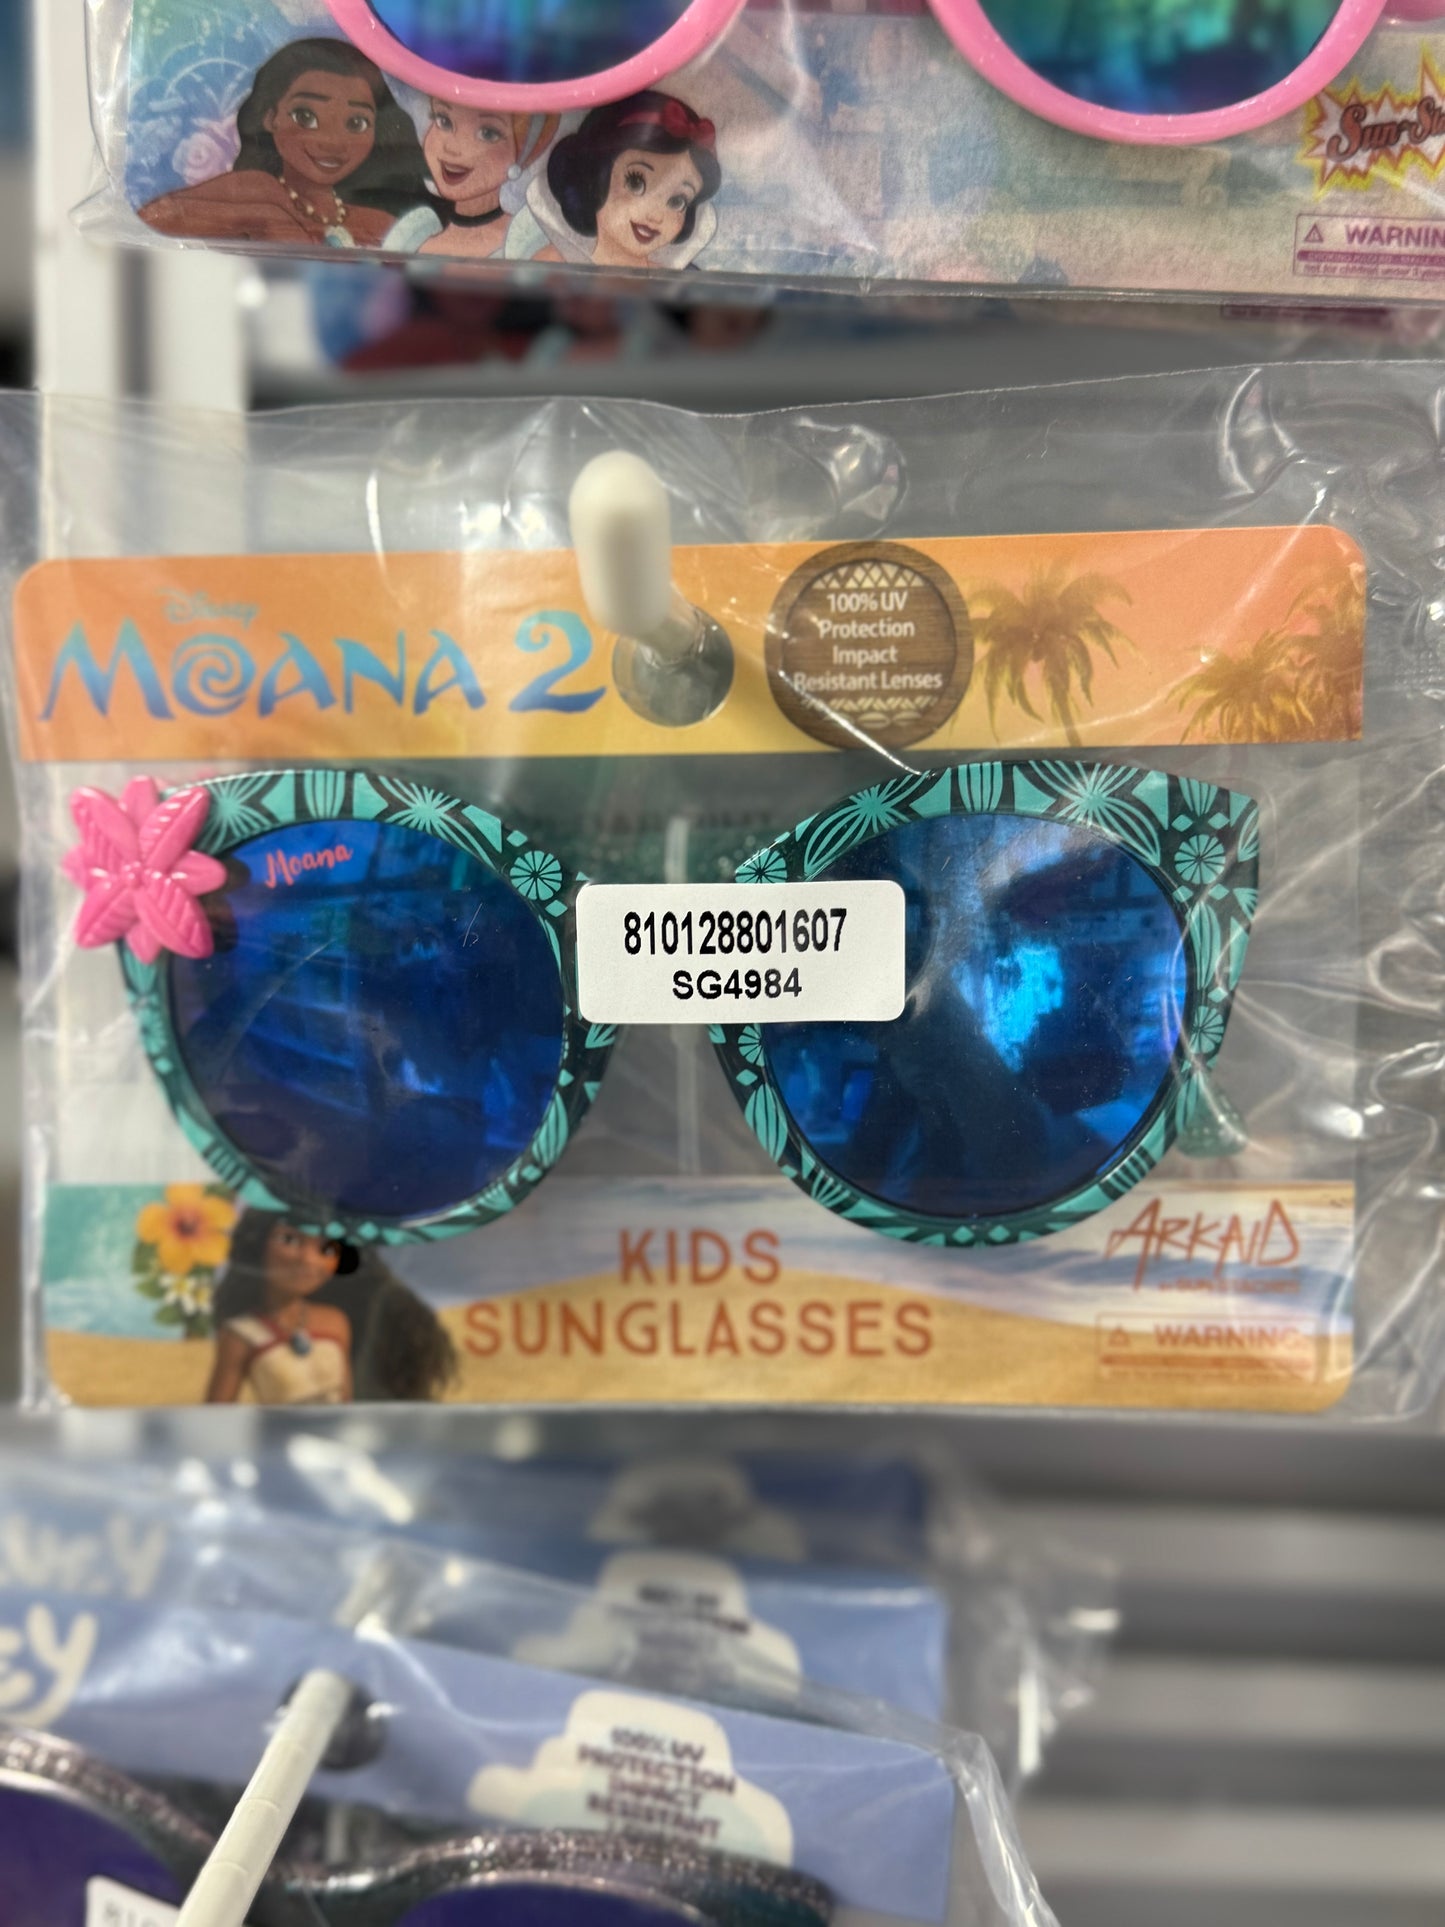 WARNING
Disney
MOANA 2
100% UV
Protection
Impact
Resistant Lenses
Moana
810128801607
SG4984
KIDS
SUNGLASSES
ARKAID
WARNING
100% UV
PROTECTION
IMPACT
RESISTANT